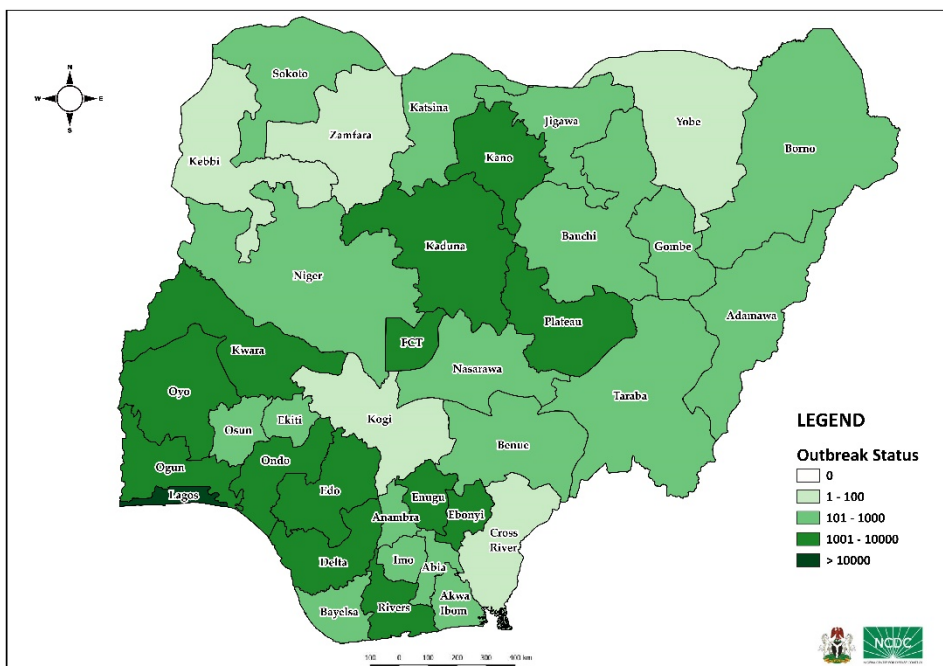 N
W E
S
Sokoto
Katsina
Jigawa
Yobe
Borno
Zamfara
Kebbi
Kano
Bauchi
Gombe
Kaduna
Niger
Adamawa
Plateau
FCT
Kwara
Nasarawa
Taraba
Oyo
Kogi
Osun
Ekiti
Benue
Ogun
Ondo
Lagos
Edo
Enugu
Anambra
Ebonyi
Cross
River
Delta
Imo
Abia
Akwa
Ibom
Bayelsa
Rivers
LEGEND
Outbreak Status
0
1 - 100
101 - 1000
1001 - 10000
> 10000
100 0 100 200 300 400 km
NCDC